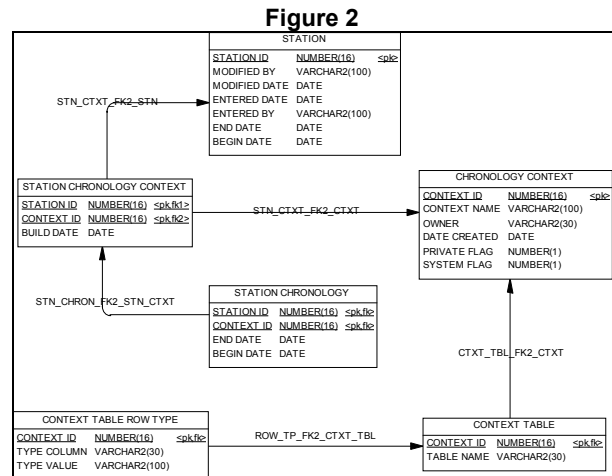 Figure 2
STATION
STATION ID NUMBER(16) <pk>
MODIFIED BY VARCHAR2(100)
MODIFIED DATE DATE
ENTERED DATE DATE
ENTERED BY VARCHAR2(100)
END DATE DATE
BEGIN DATE DATE
STN_CTXT_FK2_STN
STATION CHRONOLOGY CONTEXT
STATION ID NUMBER(16) <pk,fk1>
CONTEXT ID NUMBER(16) <pk,fk2>
BUILD DATE DATE
STN_CTXT_FK2_CTXT
CHRONOLOGY CONTEXT
CONTEXT ID NUMBER(16) <pk>
CONTEXT NAME VARCHAR2(100)
OWNER VARCHAR2(30)
DATE CREATED DATE
PRIVATE FLAG NUMBER(1)
SYSTEM FLAG NUMBER(1)
STN_CHRON_FK2_STN_CTXT
STATION CHRONOLOGY
STATION ID NUMBER(16) <pk,fk>
CONTEXT ID NUMBER(16) <pk,fk>
END DATE DATE
BEGIN DATE DATE
CTXT_TBL_FK2_CTXT
CONTEXT TABLE ROW TYPE
CONTEXT ID NUMBER(16) <pk,fk>
TYPE COLUMN VARCHAR2(30)
TYPE VALUE VARCHAR2(100)
ROW_TP_FK2_CTXT_TBL
CONTEXT TABLE
CONTEXT ID NUMBER(16) <pk,fk>
TABLE NAME VARCHAR2(30)